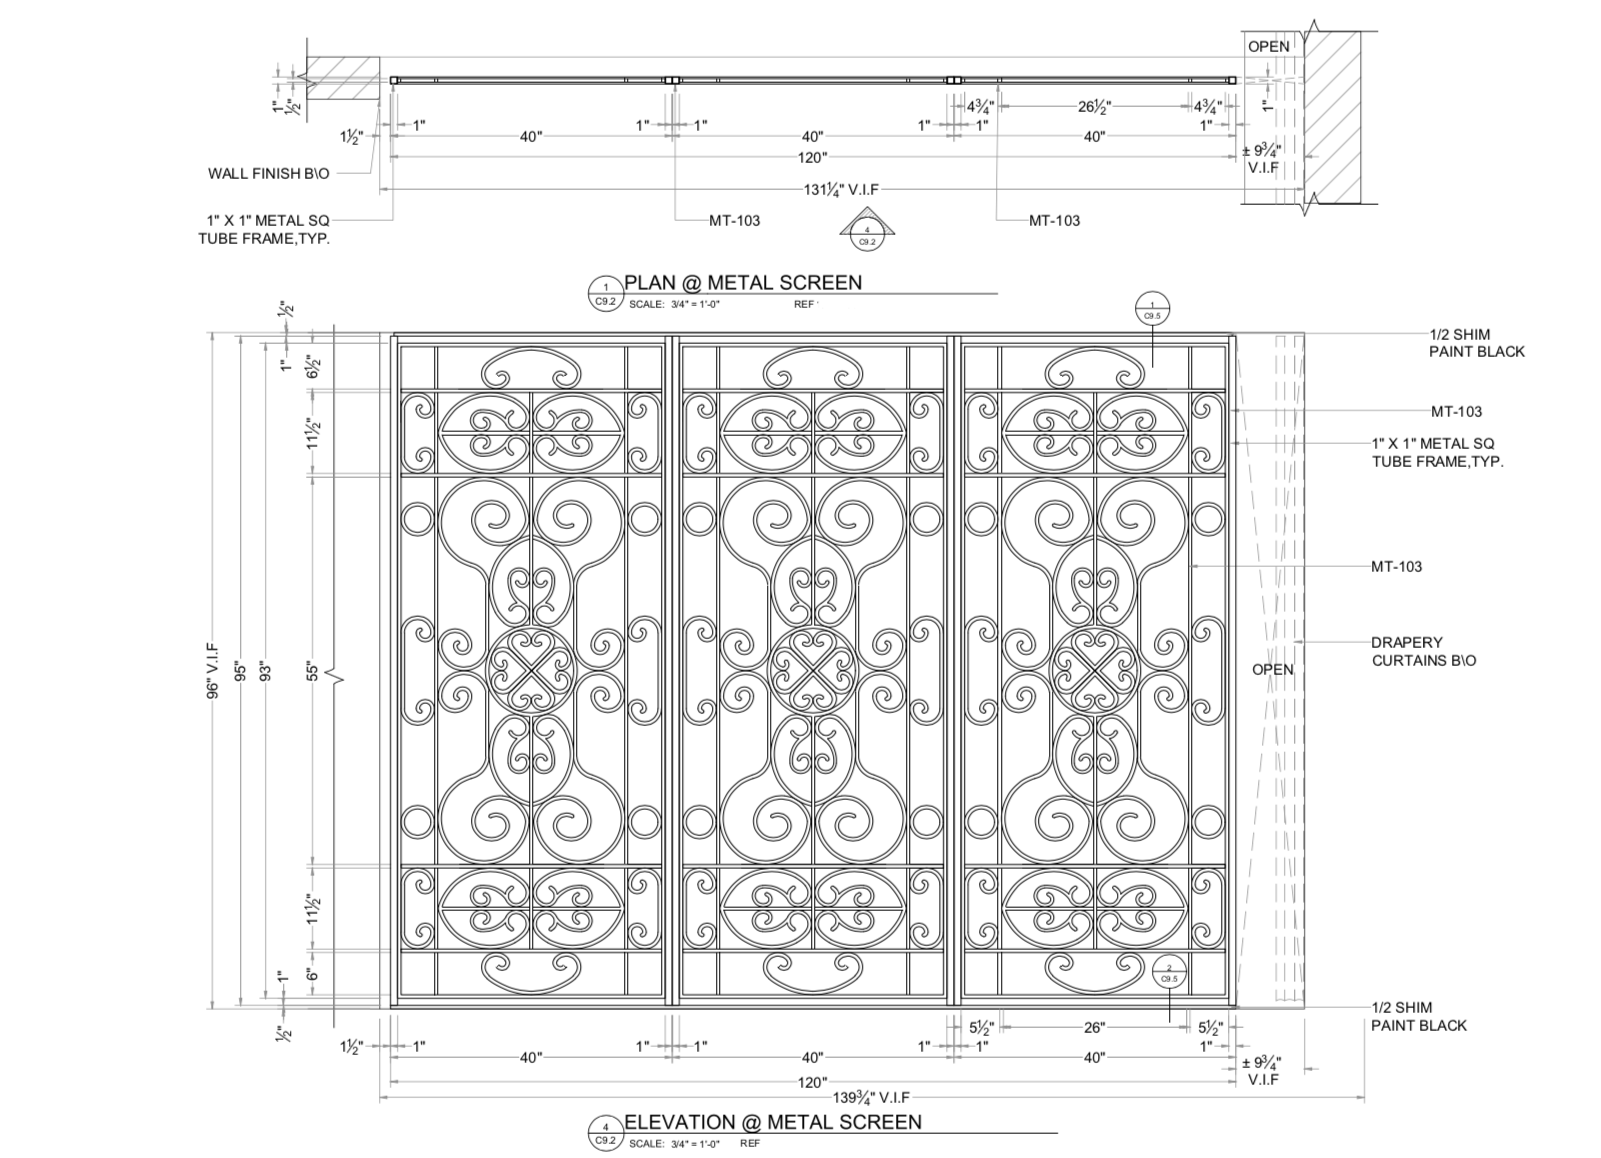 OPEN
1"
½"
4¾"
26½"
4¾"
1"
1"
1"
1"
1"
1"
1"
1½"
40"
40"
40"
120"
± 9¾"
V.I.F
WALL FINISH B\O
131¼" V.I.F
1" X 1" METAL SQ
TUBE FRAME,TYP.
MT-103
MT-103
4
C9.2
1
C9.2
PLAN @ METAL SCREEN
SCALE: 3/4" = 1'-0"
REF
1
C9.5
½"
1"
6½"
1/2 SHIM
PAINT BLACK
MT-103
11½"
1" X 1" METAL SQ
TUBE FRAME,TYP.
MT-103
96" V.I.F
95"
93"
55"
DRAPERY
CURTAINS B\O
OPEN
11½"
2
C9.5
1"
6"
½"
1/2 SHIM
PAINT BLACK
5½"
26"
5½"
1½"
1"
1"
1"
1"
1"
1"
40"
40"
40"
± 9¾"
V.I.F
120"
139¾" V.I.F
4
C9.2
ELEVATION @ METAL SCREEN
SCALE: 3/4" = 1'-0"
REF